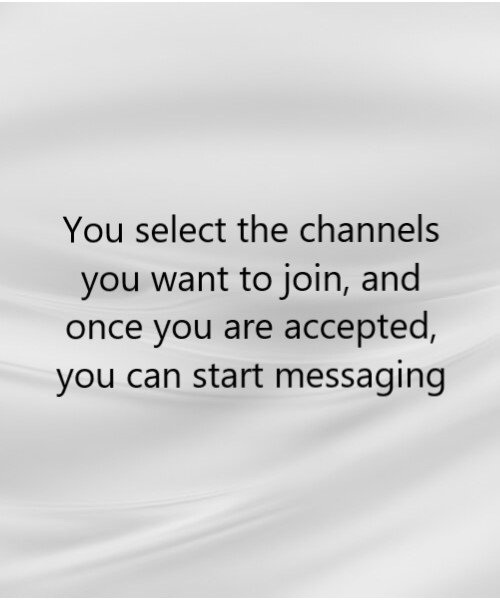 You select the channels
you want to join, and
once you are accepted,
you can start messaging